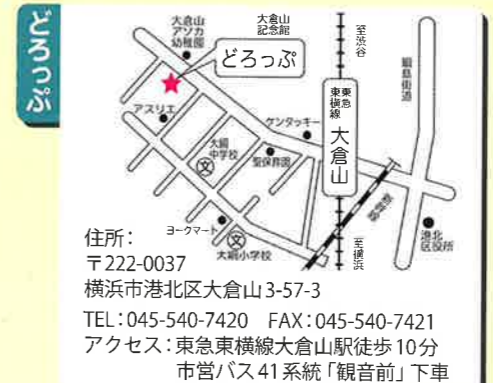 どろっぷ
大倉山
アソカ
幼稚園
大倉山
記念館
至渋谷
どろっぷ
綱島街道
アスリエ
東急
東横線
大倉山
ケンタッキー
大綱
中学校
文
聖保育園
新幹線
ヨークマート
文
大綱小学校
至横浜
港北
区役所
住所：
〒222-0037
横浜市港北区大倉山3-57-3
TEL：045-540-7420　FAX：045-540-7421
アクセス：東急東横線大倉山駅徒歩10分
市営バス41系統「観音前」下車